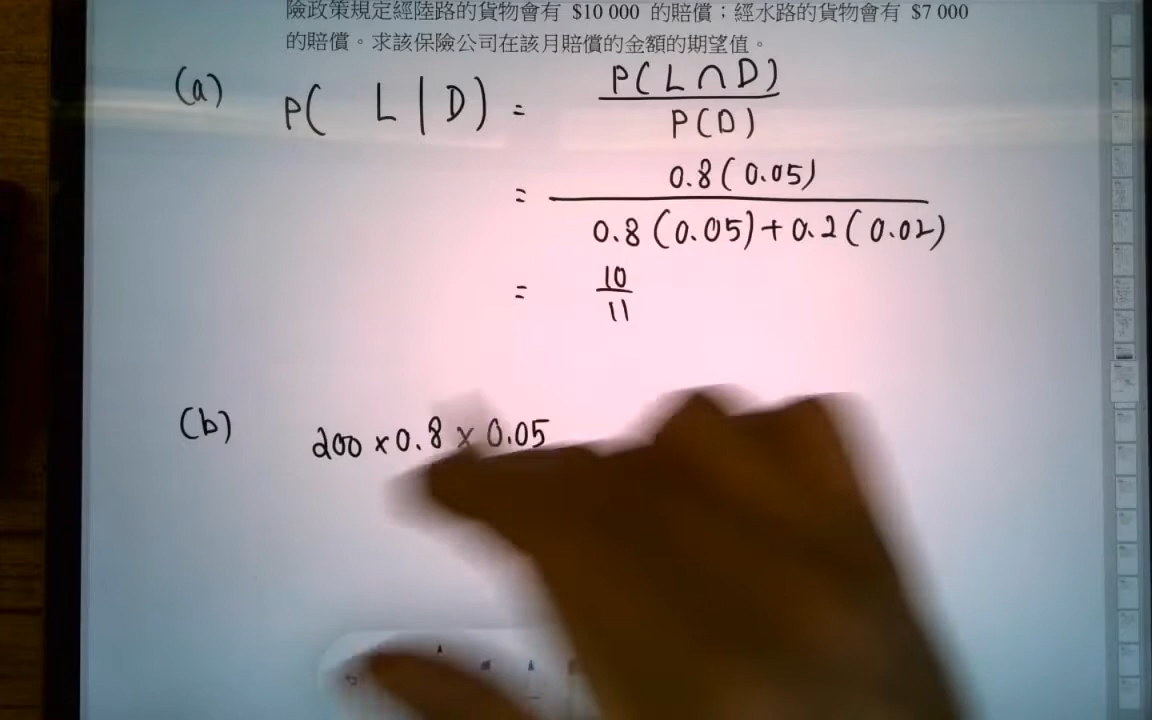 險政策規定經陸路的貨物會有 $10 000 的賠償；經水路的貨物會有 $7 000
的賠償。求該保險公司在該月賠償的金額的期望值。
(a) P( L | D) = P(L ∩ D) / P(D)
= 0.8(0.05) / 0.8(0.05)+0.2(0.02)
= 10 / 11
(b) 200 x 0.8 x 0.05